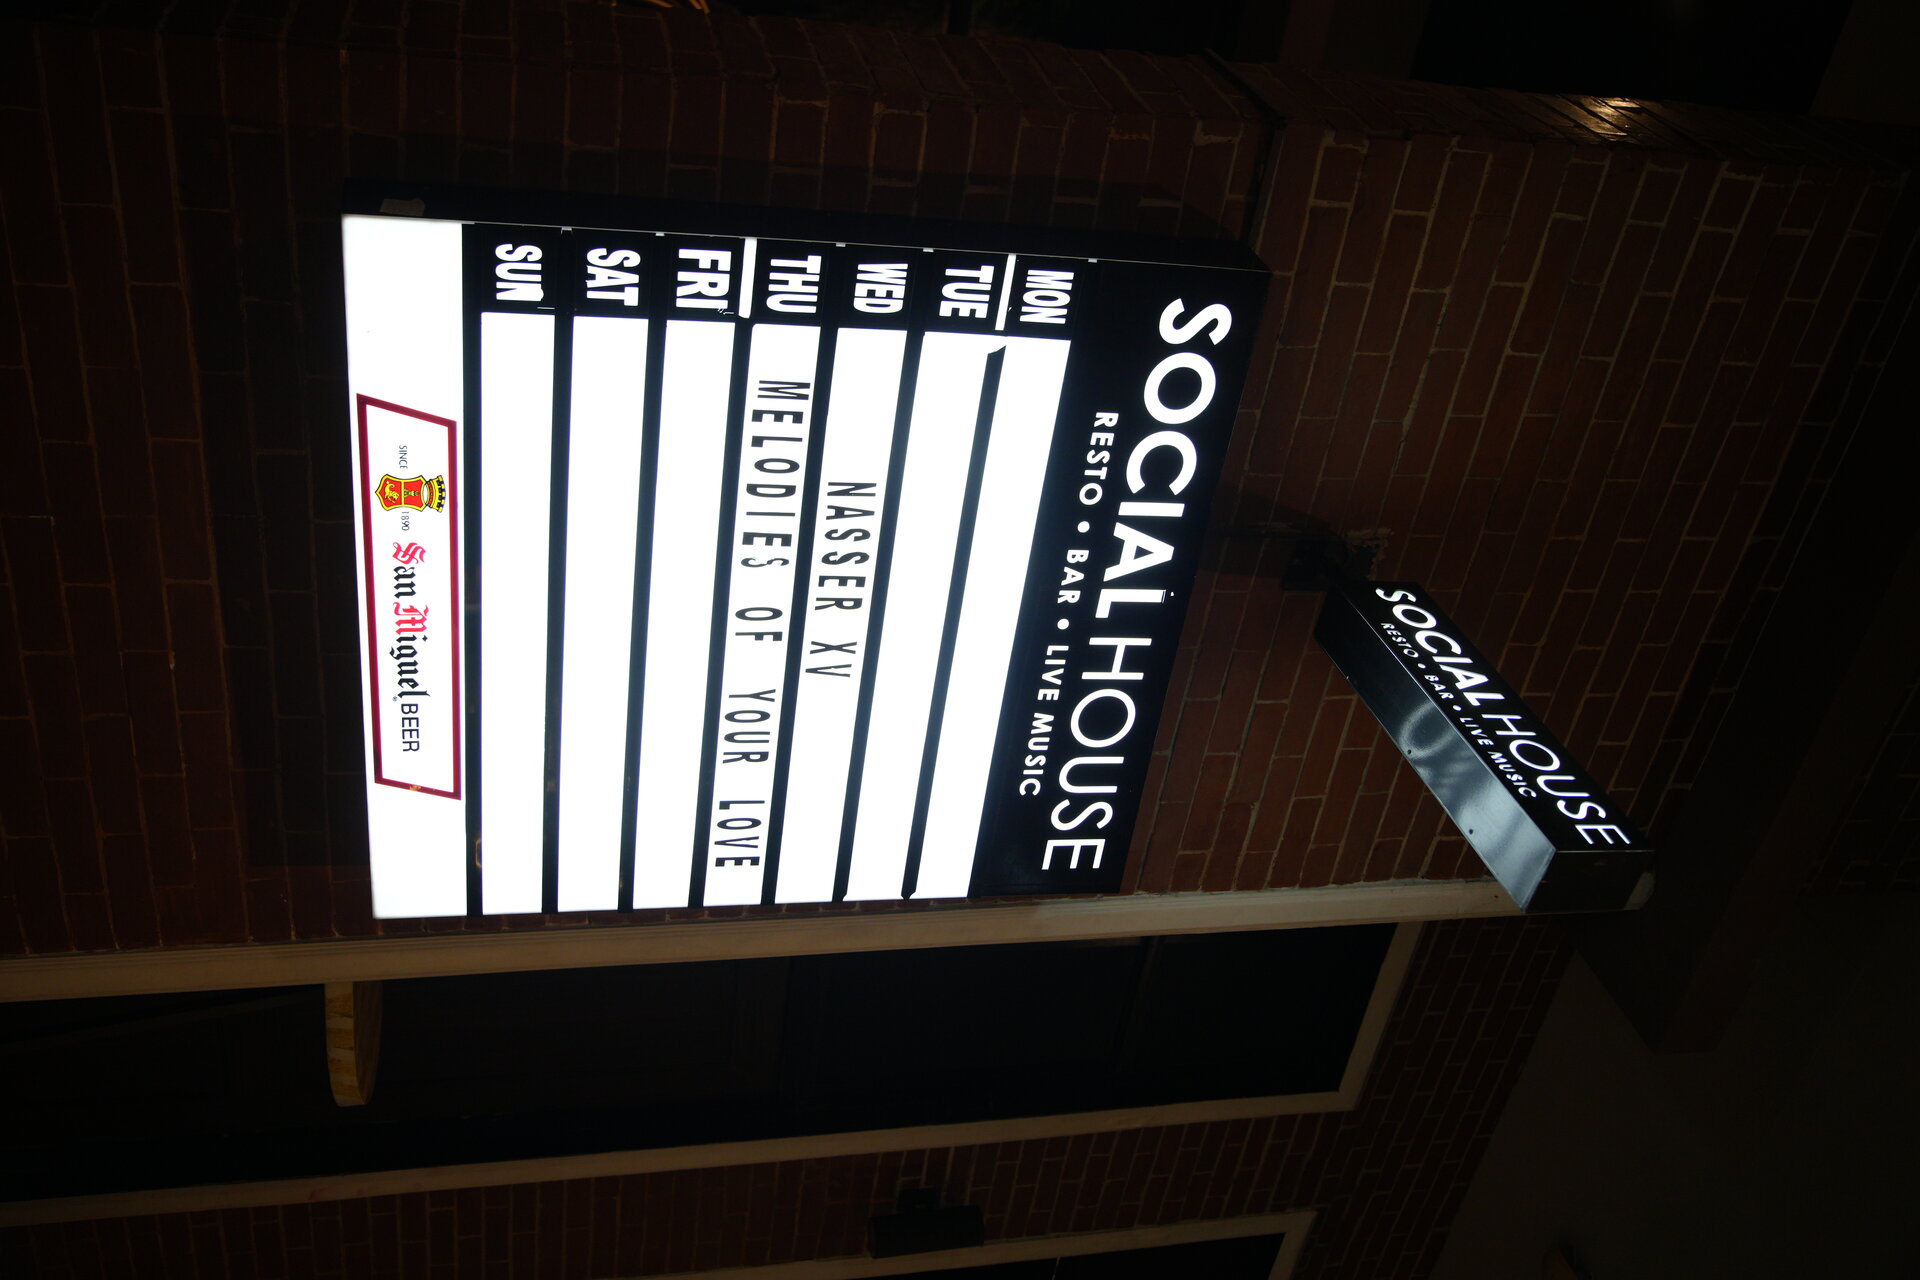 SOCIAL HOUSE
RESTO • BAR • LIVE MUSIC
MON
TUE
WED NASSER XV
THU MELODIES OF YOUR LOVE
FRI
SAT
SUN
SINCE 1890 San Miguel BEER
SOCIAL HOUSE
RESTO • BAR • LIVE MUSIC